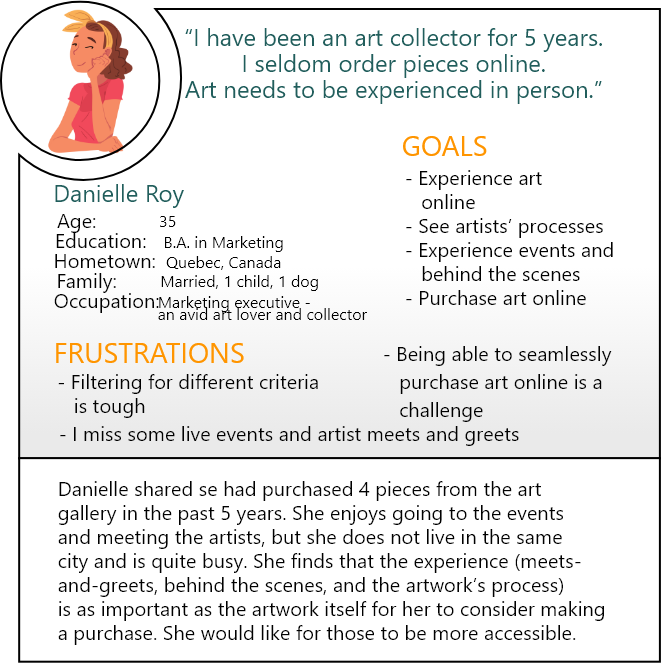 “I have been an art collector for 5 years.
I seldom order pieces online.
Art needs to be experienced in person.”
Danielle Roy
Age: 35
Education: B.A. in Marketing
Hometown: Quebec, Canada
Family: Married, 1 child, 1 dog
Occupation: Marketing executive -
an avid art lover and collector
GOALS
- Experience art
online
- See artists’ processes
- Experience events and
behind the scenes
- Purchase art online
FRUSTRATIONS
- Filtering for different criteria
is tough
- I miss some live events and artist meets and greets
- Being able to seamlessly
purchase art online is a
challenge
Danielle shared se had purchased 4 pieces from the art
gallery in the past 5 years. She enjoys going to the events
and meeting the artists, but she does not live in the same
city and is quite busy. She finds that the experience (meets-
and-greets, behind the scenes, and the artwork’s process)
is as important as the artwork itself for her to consider making
a purchase. She would like for those to be more accessible.